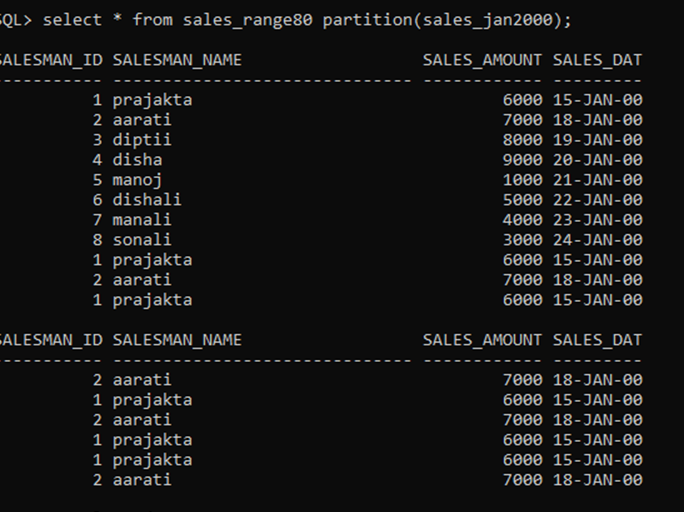 SQL> select * from sales_range80 partition(sales_jan2000);
SALESMAN_ID SALESMAN_NAME SALES_AMOUNT SALES_DAT
----------- ------------------------------ ------------ ---------
1 prajakta 6000 15-JAN-00
2 aarati 7000 18-JAN-00
3 diptii 8000 19-JAN-00
4 disha 9000 20-JAN-00
5 manoj 1000 21-JAN-00
6 dishali 5000 22-JAN-00
7 manali 4000 23-JAN-00
8 sonali 3000 24-JAN-00
1 prajakta 6000 15-JAN-00
2 aarati 7000 18-JAN-00
1 prajakta 6000 15-JAN-00
SALESMAN_ID SALESMAN_NAME SALES_AMOUNT SALES_DAT
----------- ------------------------------ ------------ ---------
2 aarati 7000 18-JAN-00
1 prajakta 6000 15-JAN-00
2 aarati 7000 18-JAN-00
1 prajakta 6000 15-JAN-00
1 prajakta 6000 15-JAN-00
2 aarati 7000 18-JAN-00